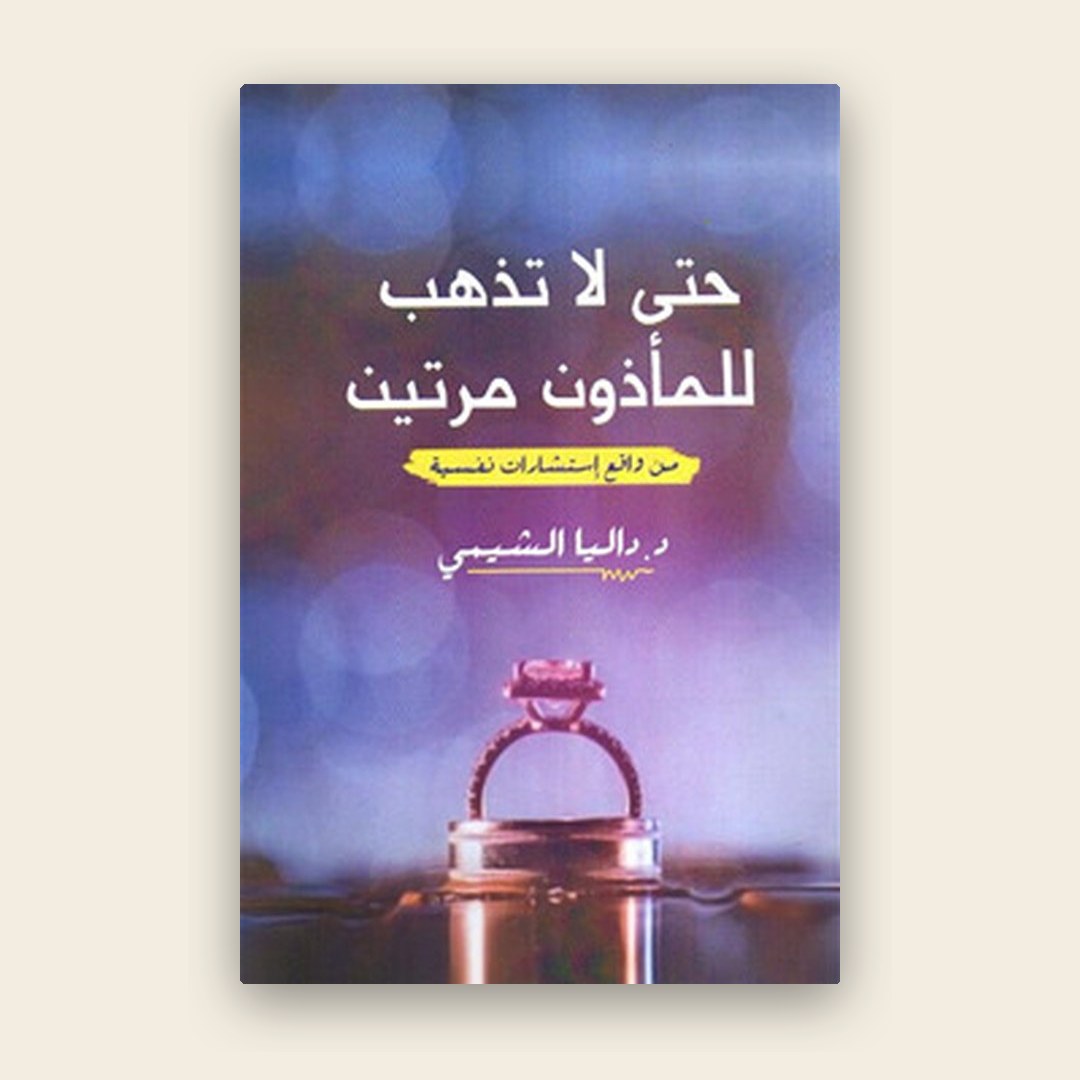 حتى لا تذهب
للمأذون مرتين
من واقع إستشارات نفسية
د. داليا الشيمي